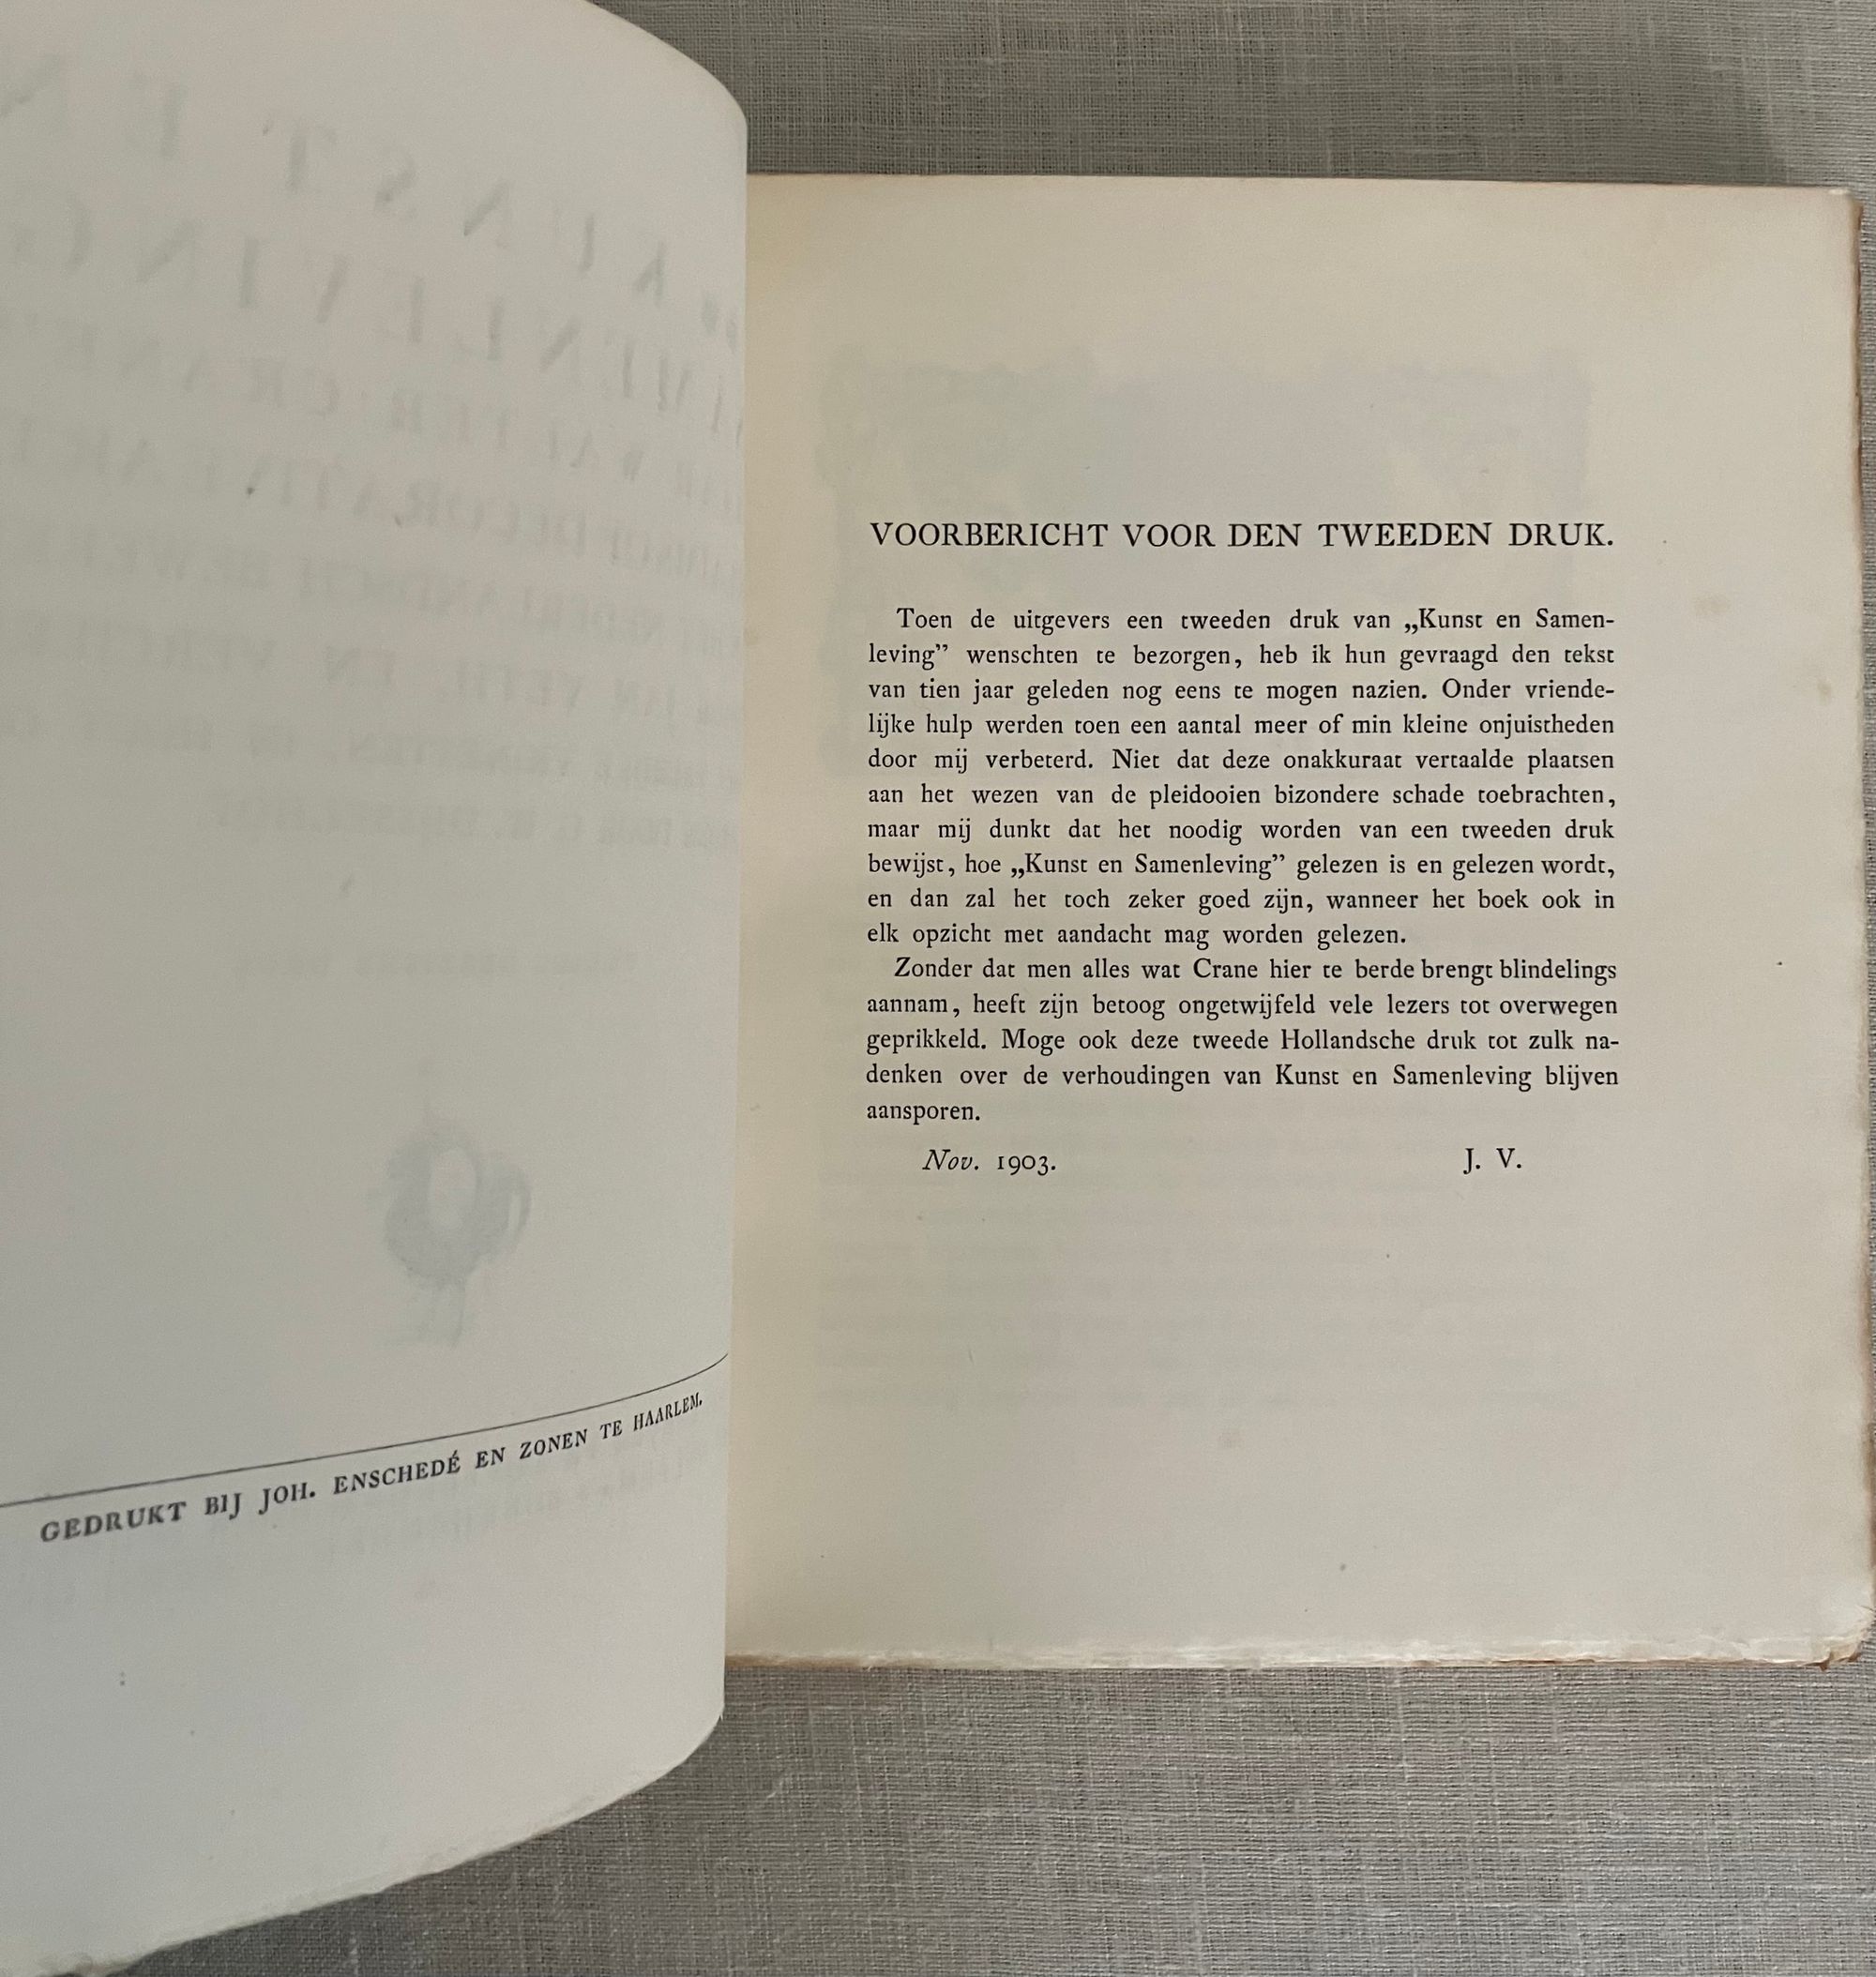 GEDRUKT BIJ JOH. ENSCHEDÉ EN ZONEN TE HAARLEM.
VOORBERICHT VOOR DEN TWEEDEN DRUK.
Toen de uitgevers een tweeden druk van „Kunst en Samen-
leving” wenschten te bezorgen, heb ik hun gevraagd den tekst
van tien jaar geleden nog eens te mogen nazien. Onder vriende-
lijke hulp werden toen een aantal meer of min kleine onjuistheden
door mij verbeterd. Niet dat deze onakkuraat vertaalde plaatsen
aan het wezen van de pleidooien bizondere schade toebrachten,
maar mij dunkt dat het noodig worden van een tweeden druk
bewijst, hoe „Kunst en Samenleving” gelezen is en gelezen wordt,
en dan zal het toch zeker goed zijn, wanneer het boek ook in
elk opzicht met aandacht mag worden gelezen.
Zonder dat men alles wat Crane hier te berde brengt blindelings
aannam, heeft zijn betoog ongetwijfeld vele lezers tot overwegen
geprikkeld. Moge ook deze tweede Hollandsche druk tot zulk na-
denken over de verhoudingen van Kunst en Samenleving blijven
aansporen.
Nov. 1903. J. V.